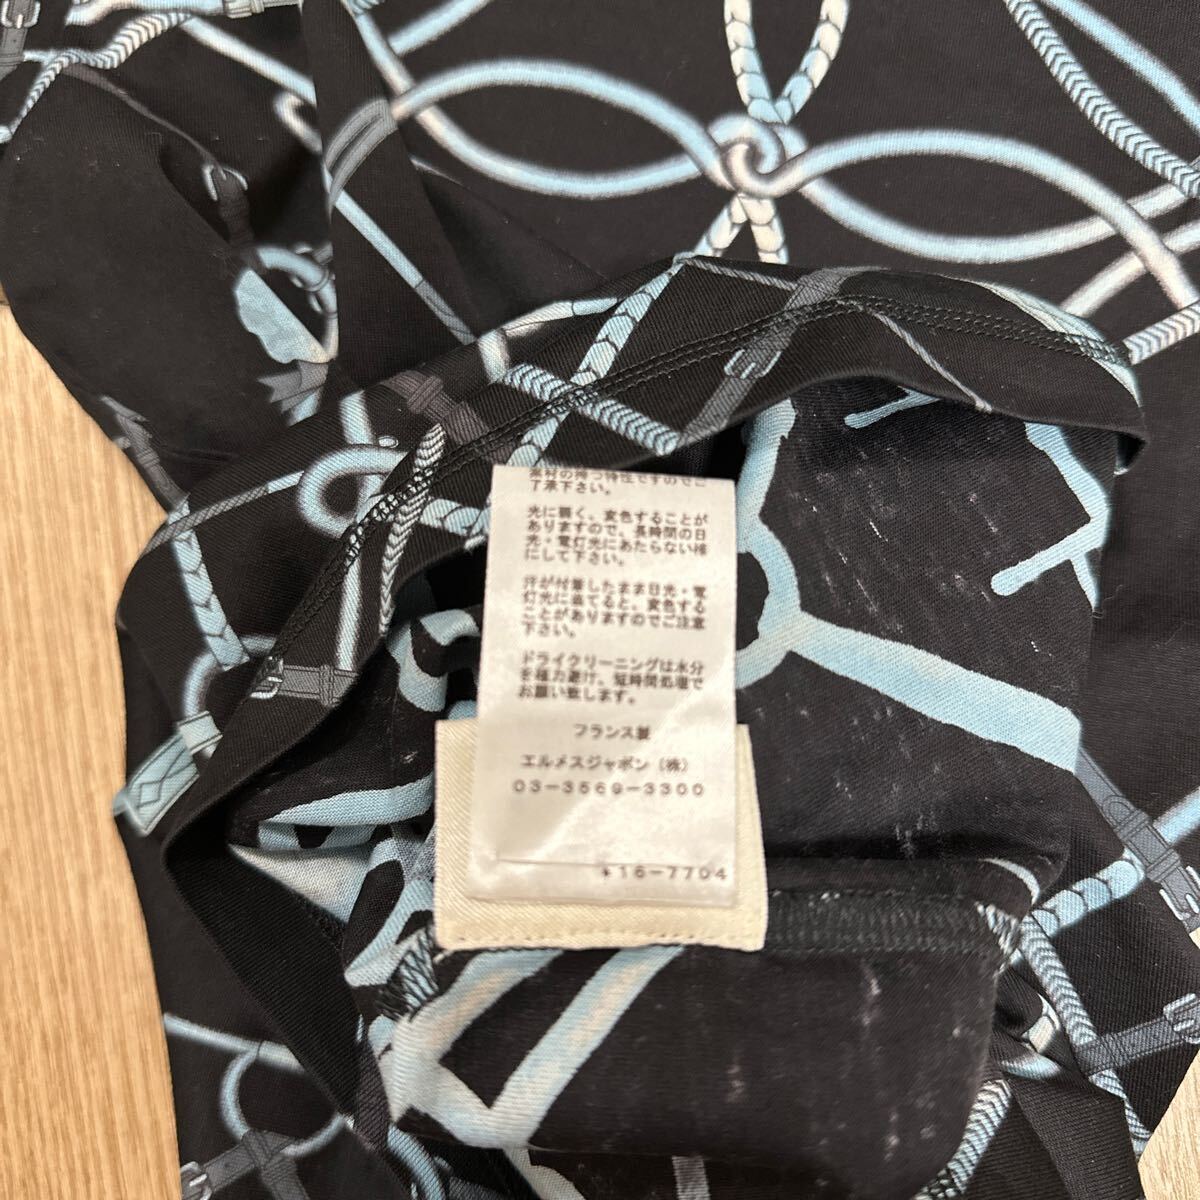 素材の持つ特性ですのでご
了承下さい。
光に弱く、変色することが
ありますので、長時間の日
光・電灯光にあたらない様
にして下さい。
汗が付着したまま日光・電
灯光に当てると、変色する
ことがありますのでご注意
下さい。
ドライクリーニングは水分
を極力避け、短時間処理で
お願い致します。
フランス製
エルメスジャポン（株）
03-3569-3300
16-7704